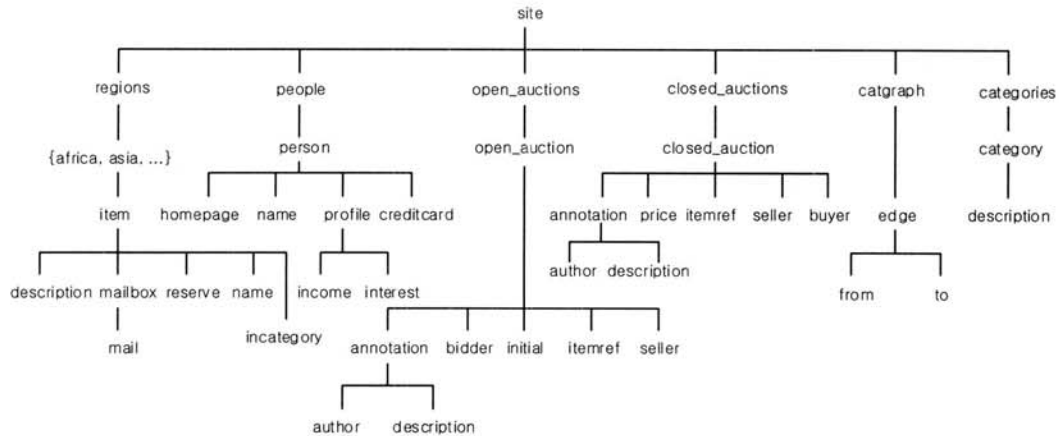 site
regions people open_auctions closed_auctions catgraph categories
{africa, asia, ...} person open_auction closed_auction category
item homepage name profile creditcard annotation price itemref seller buyer edge description
author description
description mailbox reserve name income interest from to
incategory
mail annotation bidder initial itemref seller
author description